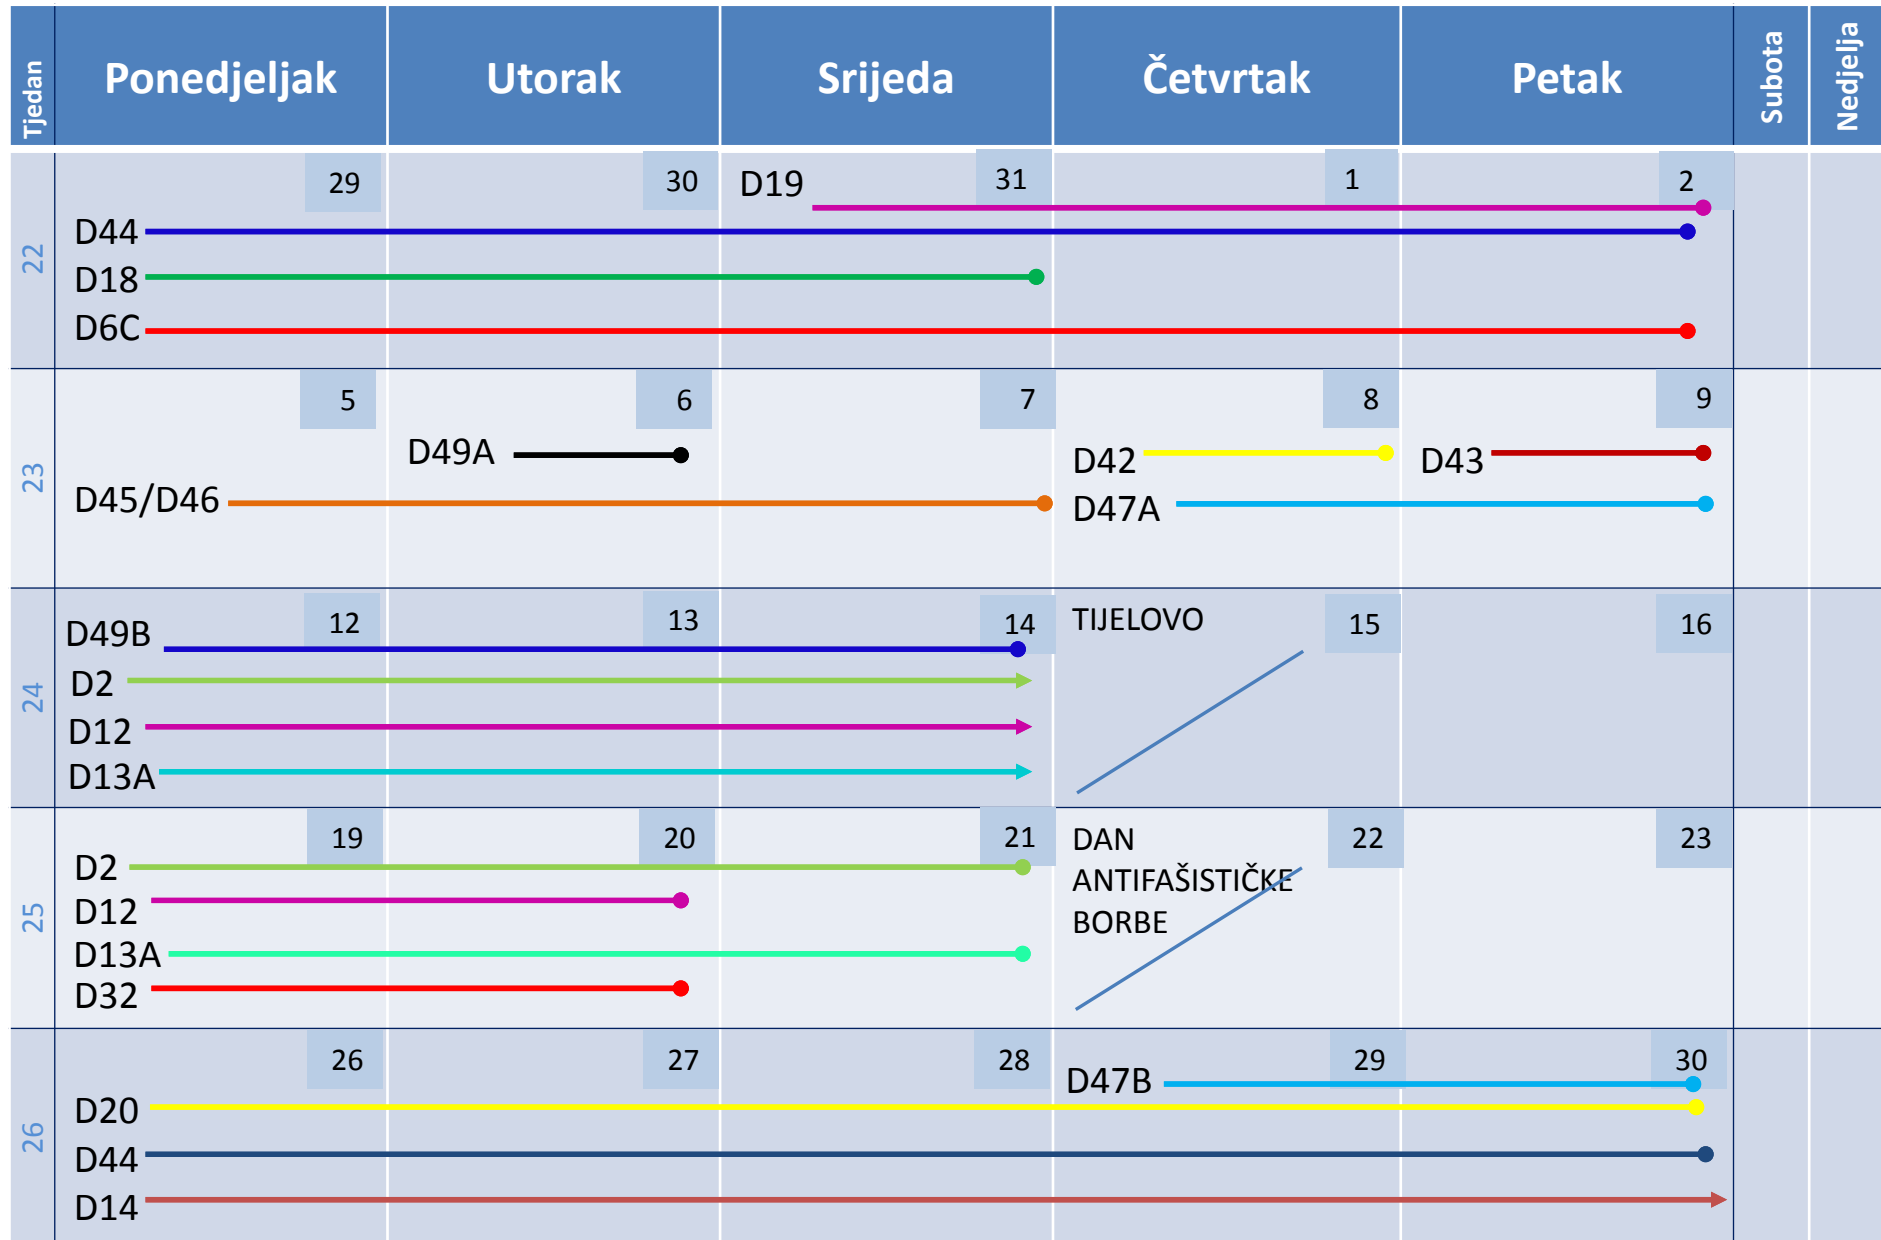 Tjedan
Ponedjeljak
Utorak
Srijeda
Četvrtak
Petak
Subota
Nedjelja
22
29
30
D19
31
1
2
D44
D18
D6C
23
5
6
7
8
9
D49A
D42
D43
D45/D46
D47A
24
D49B
12
13
14
TIJELOVO
15
16
D2
D12
D13A
25
19
20
21
DAN
ANTIFAŠISTIČKE
BORBE
22
23
D2
D12
D13A
D32
26
26
27
28
D47B
29
30
D20
D44
D14